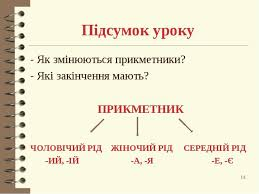 Підсумок уроку
- Як змінюються прикметники?
- Які закінчення мають?
ПРИКМЕТНИК
ЧОЛОВІЧИЙ РІД ЖІНОЧИЙ РІД СЕРЕДНІЙ РІД
-ИЙ, -ІЙ -А, -Я -Е, -Є